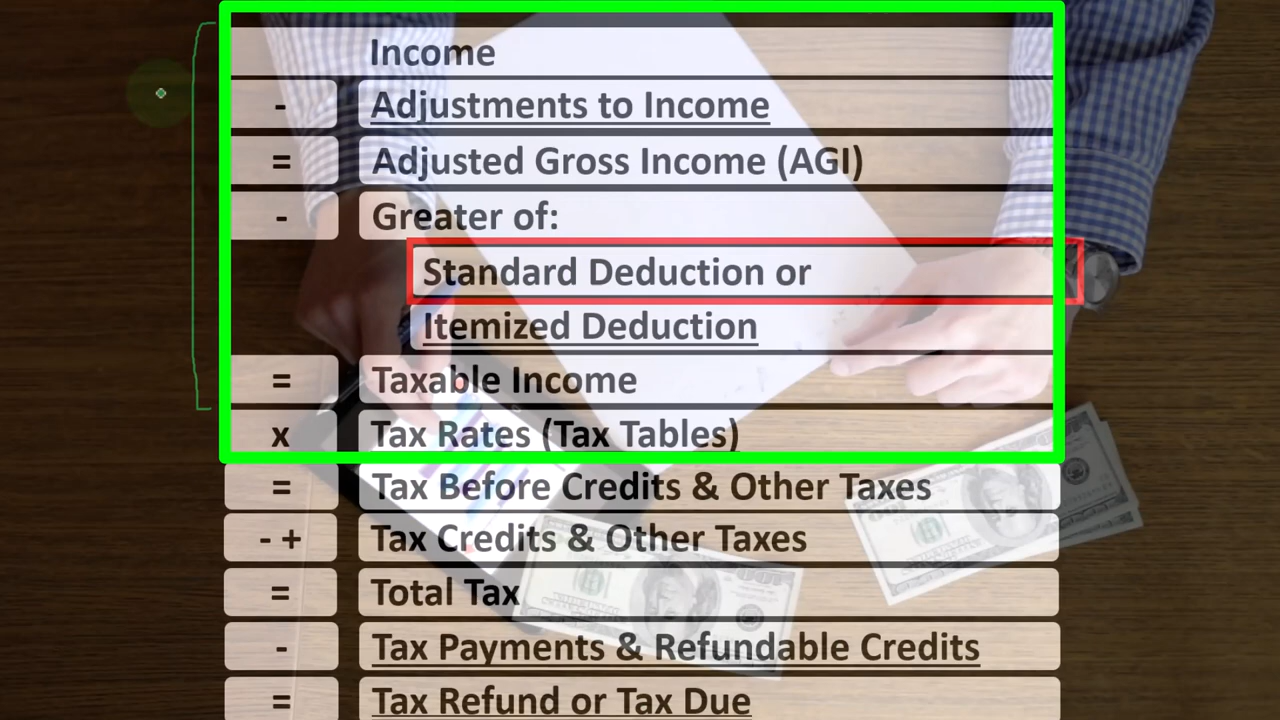 Income
- Adjustments to Income
= Adjusted Gross Income (AGI)
- Greater of:
Standard Deduction or
Itemized Deduction
= Taxable Income
x Tax Rates (Tax Tables)
= Tax Before Credits & Other Taxes
- + Tax Credits & Other Taxes
= Total Tax
- Tax Payments & Refundable Credits
= Tax Refund or Tax Due